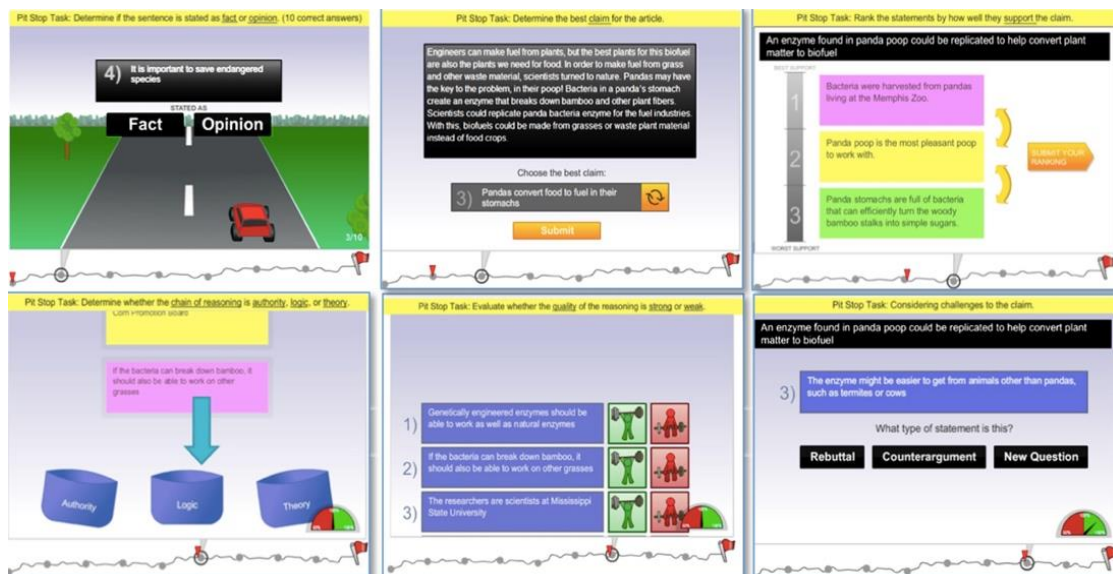 Pit Stop Task: Determine if the sentence is stated as fact or opinion. (10 correct answers)
4) It is important to save endangered
species
STATED AS
Fact Opinion
3/10
Pit Stop Task: Determine the best claim for the article.
Engineers can make fuel from plants, but the best plants for this biofuel
are also the plants we need for food. In order to make fuel from grass
and other waste material, scientists turned to nature. Pandas may have
the key to the problem, in their poop! Bacteria in a panda's stomach
create an enzyme that breaks down bamboo and other plant fibers.
Scientists could replicate panda bacteria enzyme for the fuel industries.
With this, biofuels could be made from grasses or waste plant material
instead of food crops.
Choose the best claim:
3) Pandas convert food to fuel in their
stomachs
Submit
Pit Stop Task: Rank the statements by how well they support the claim.
An enzyme found in panda poop could be replicated to help convert plant
matter to biofuel
BEST SUPPORT
1
Bacteria were harvested from pandas
living at the Memphis Zoo.
2
Panda poop is the most pleasant poop
to work with.
SUBMIT YOUR
RANKING
3
Panda stomachs are full of bacteria
that can efficiently turn the woody
bamboo stalks into simple sugars.
WORST SUPPORT
Pit Stop Task: Determine whether the chain of reasoning is authority, logic, or theory.
Corn Promotion Board
If the bacteria can break down bamboo, it
should also be able to work on other
grasses
Authority
Logic
Theory
Pit Stop Task: Evaluate whether the quality of the reasoning is strong or weak.
1) Genetically engineered enzymes should be
able to work as well as natural enzymes
2) If the bacteria can break down bamboo, it
should also be able to work on other grasses
3) The researchers are scientists at Mississippi
State University
Pit Stop Task: Considering challenges to the claim.
An enzyme found in panda poop could be replicated to help convert plant
matter to biofuel
3) The enzyme might be easier to get from animals other than pandas,
such as termites or cows
What type of statement is this?
Rebuttal Counterargument New Question